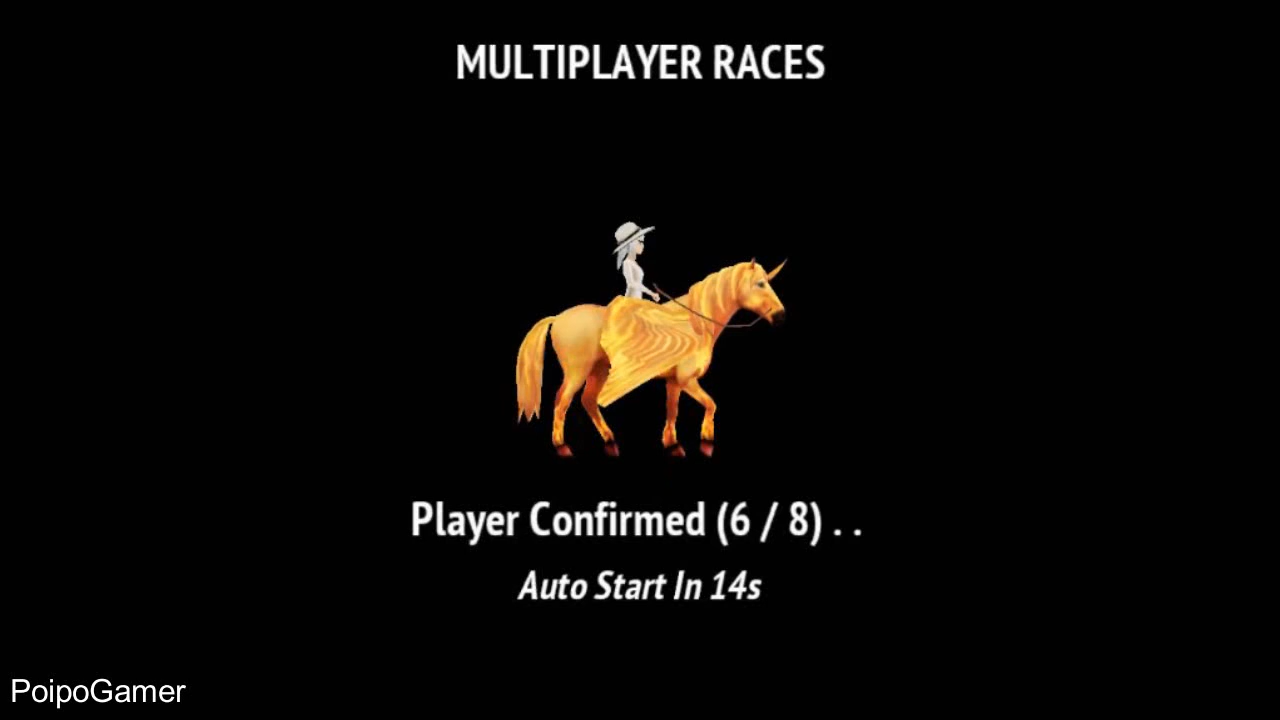 MULTIPLAYER RACES
Player Confirmed (6 / 8) . .
Auto Start In 14s
PoipoGamer